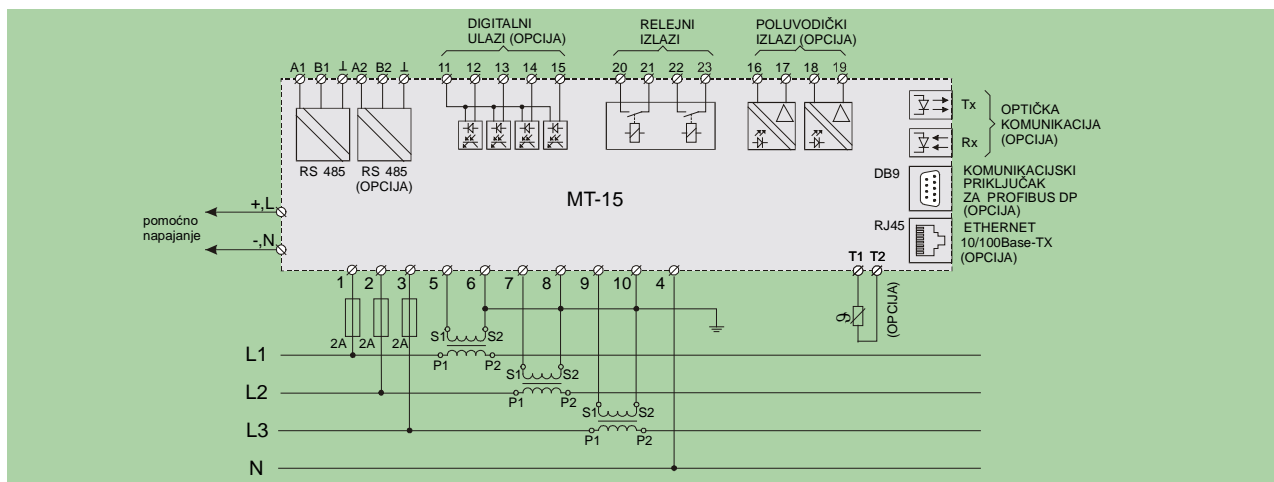 DIGITALNI
ULAZI (OPCIJA)
RELEJNI
IZLAZI
POLUVODIČKI
IZLAZI (OPCIJA)
A1 B1 ⊥ A2 B2 ⊥ 11 12 13 14 15 20 21 22 23 16 17 18 19
Tx
Rx
OPTIČKA
KOMUNIKACIJA
(OPCIJA)
RS 485
RS 485
(OPCIJA)
DB9
KOMUNIKACIJSKI
PRIKLJUČAK
ZA PROFIBUS DP
(OPCIJA)
MT-15
pomoćno
napajanje
+,L
-,N
RJ45
ETHERNET
10/100Base-TX
(OPCIJA)
T1 T2
1 2 3 5 6 7 8 9 10 4
ϑ
(OPCIJA)
2A 2A 2A
S1 S2
L1
P1 P2
S1 S2
L2
P1 P2
S1 S2
L3
P1 P2
N